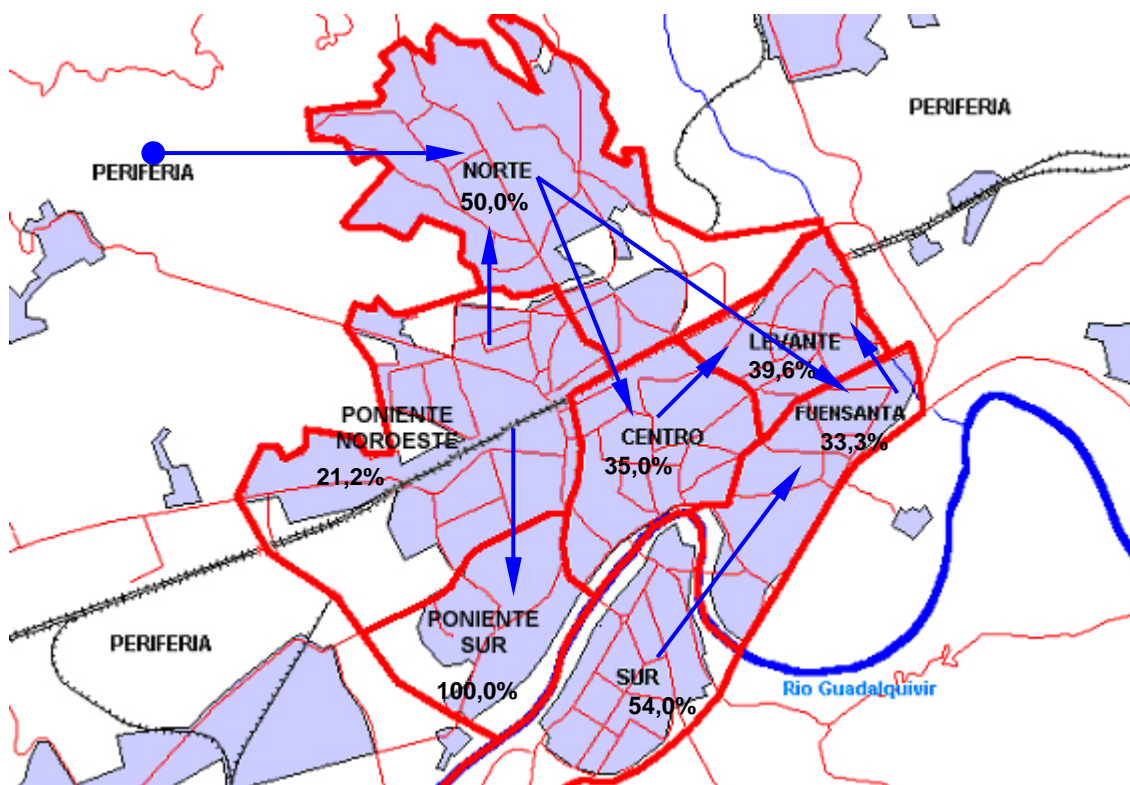 PERIFERIA
PERIFERIA
NORTE
50,0%
LEVANTE
39,6%
PONIENTE
NOROESTE
21,2%
CENTRO
35,0%
FUENSANTA
33,3%
PONIENTE
SUR
100,0%
PERIFERIA
SUR
54,0%
Rio Guadalquivir